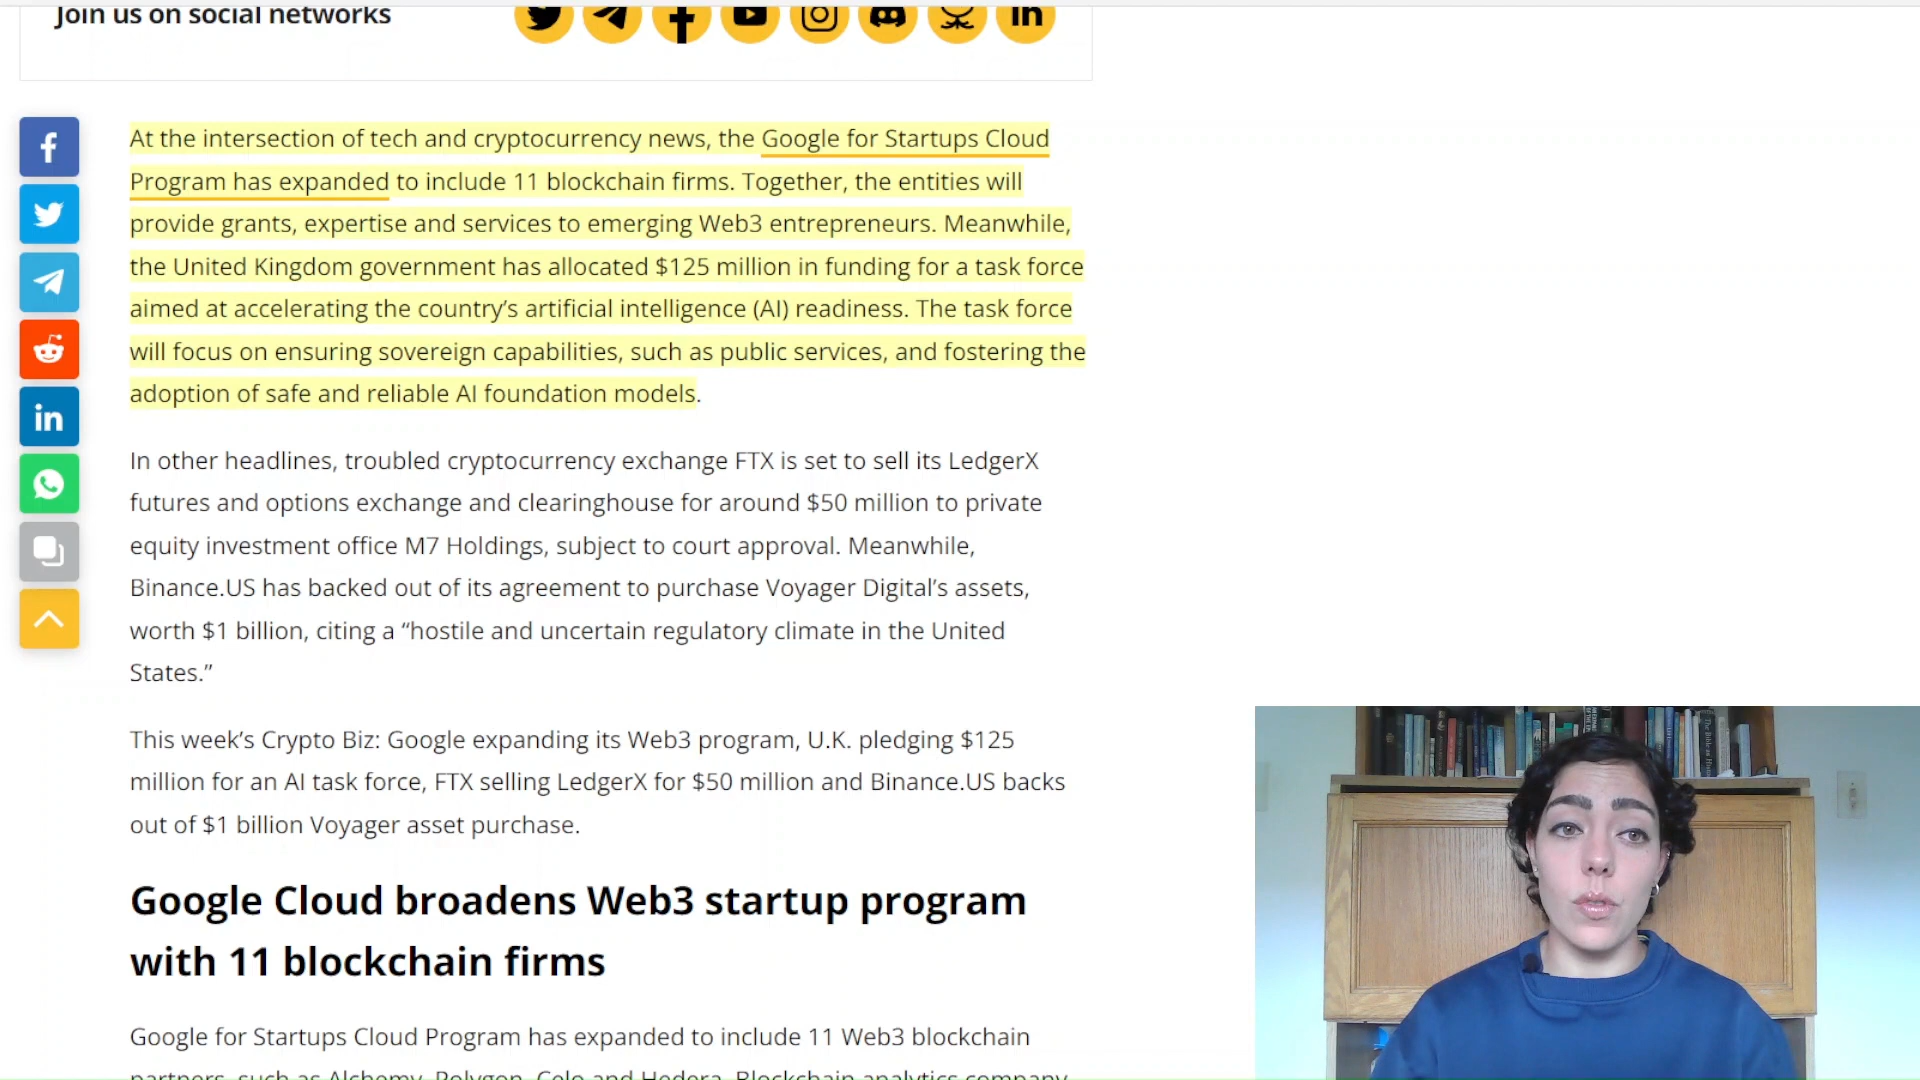 Join us on social networks
At the intersection of tech and cryptocurrency news, the Google for Startups Cloud
Program has expanded to include 11 blockchain firms. Together, the entities will
provide grants, expertise and services to emerging Web3 entrepreneurs. Meanwhile,
the United Kingdom government has allocated $125 million in funding for a task force
aimed at accelerating the country’s artificial intelligence (AI) readiness. The task force
will focus on ensuring sovereign capabilities, such as public services, and fostering the
adoption of safe and reliable AI foundation models.
In other headlines, troubled cryptocurrency exchange FTX is set to sell its LedgerX
futures and options exchange and clearinghouse for around $50 million to private
equity investment office M7 Holdings, subject to court approval. Meanwhile,
Binance.US has backed out of its agreement to purchase Voyager Digital’s assets,
worth $1 billion, citing a “hostile and uncertain regulatory climate in the United
States.”
This week’s Crypto Biz: Google expanding its Web3 program, U.K. pledging $125
million for an AI task force, FTX selling LedgerX for $50 million and Binance.US backs
out of $1 billion Voyager asset purchase.
Google Cloud broadens Web3 startup program
with 11 blockchain firms
Google for Startups Cloud Program has expanded to include 11 Web3 blockchain
partners, such as Alchemy, Polygon, Celo and Hedera. Blockchain analytics company